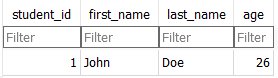 student_id first_name last_name age
Filter Filter Filter Filter
1 John Doe 26